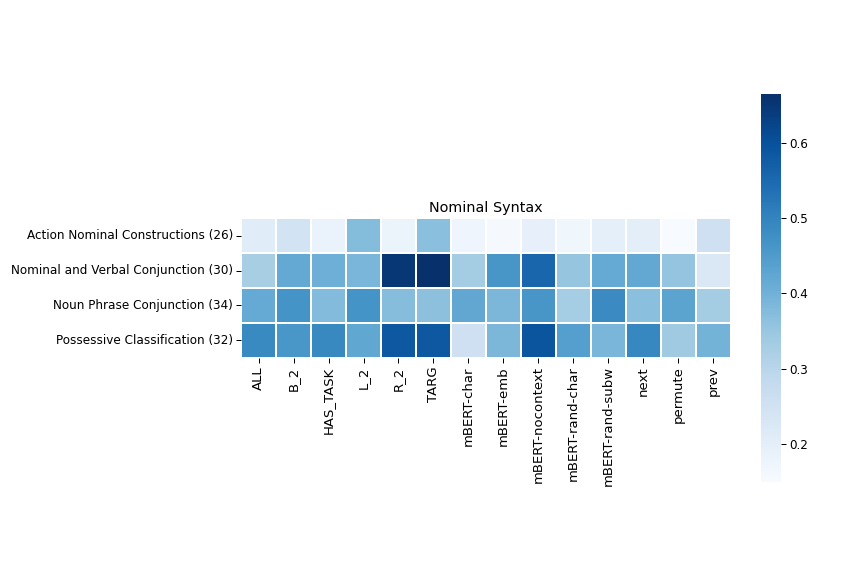 Nominal Syntax
Action Nominal Constructions (26)
Nominal and Verbal Conjunction (30)
Noun Phrase Conjunction (34)
Possessive Classification (32)
ALL
B_2
HAS_TASK
L_2
R_2
TARG
mBERT-char
mBERT-emb
mBERT-nocontext
mBERT-rand-char
mBERT-rand-subw
next
permute
prev
0.6
0.5
0.4
0.3
0.2